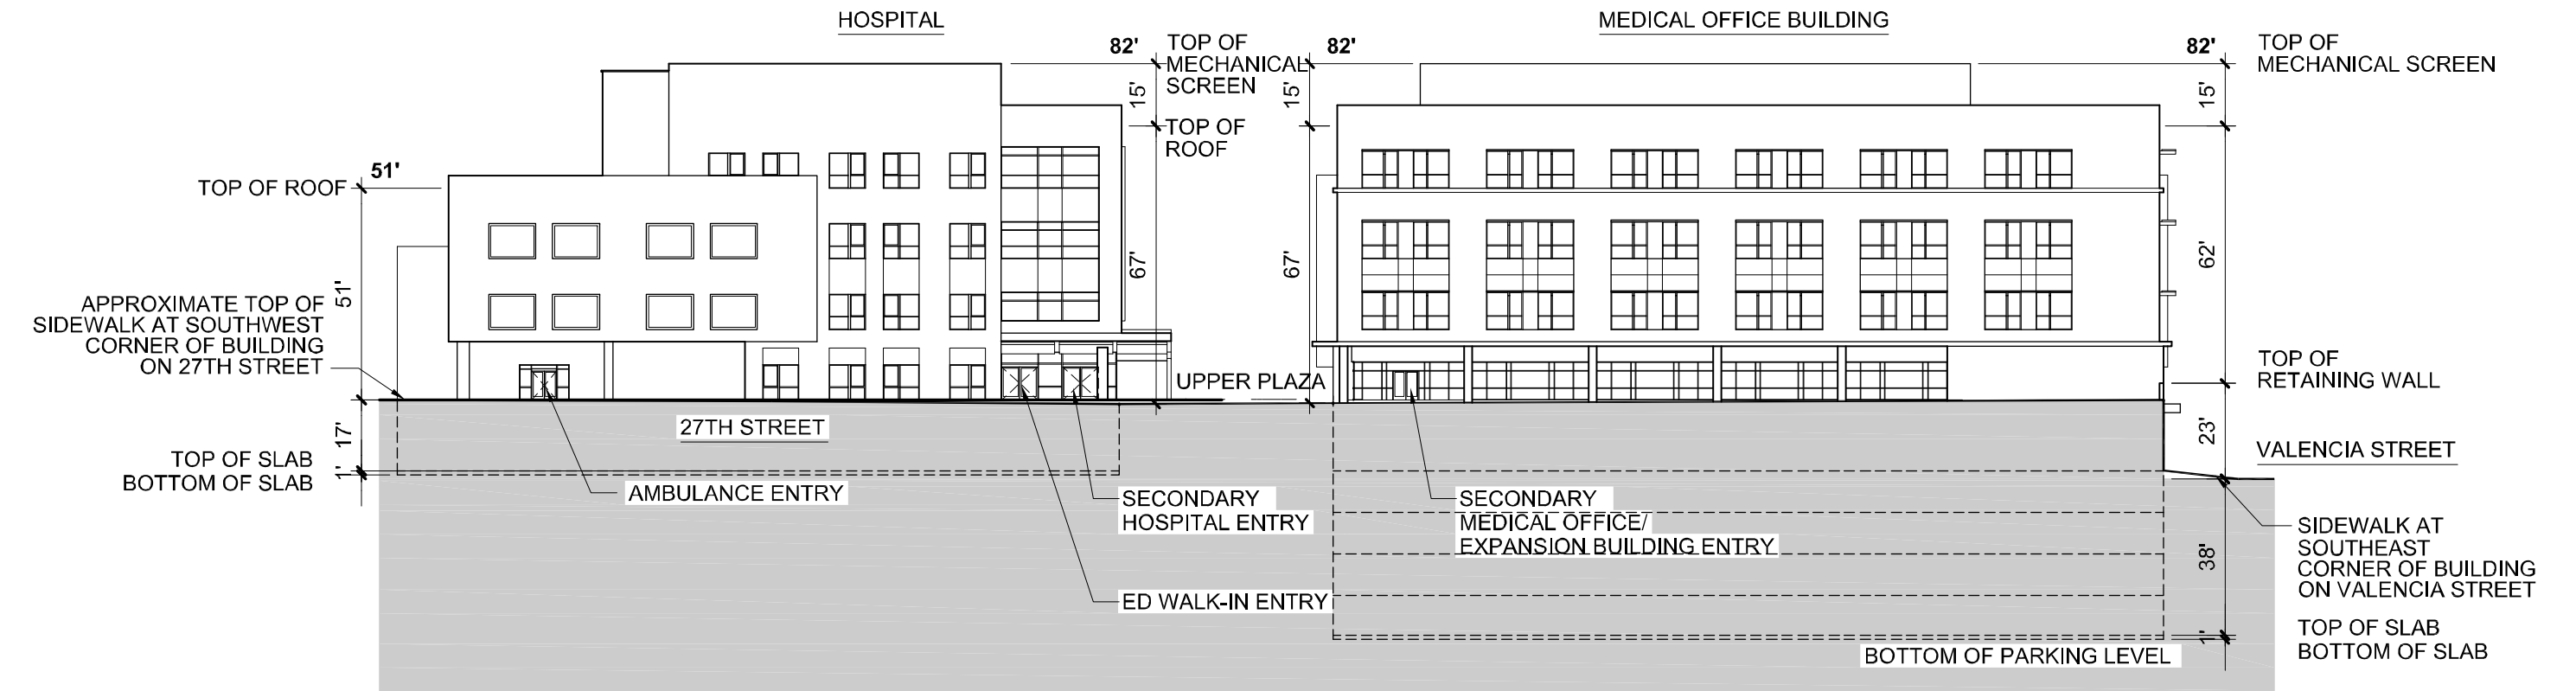 HOSPITAL
MEDICAL OFFICE BUILDING
82'
TOP OF
MECHANICAL
SCREEN
82'
82'
TOP OF
MECHANICAL SCREEN
15'
15'
15'
TOP OF
ROOF
51'
TOP OF ROOF
67'
67'
62'
51'
APPROXIMATE TOP OF
SIDEWALK AT SOUTHWEST
CORNER OF BUILDING
ON 27TH STREET
UPPER PLAZA
TOP OF
RETAINING WALL
27TH STREET
17'
23'
VALENCIA STREET
TOP OF SLAB
1'
BOTTOM OF SLAB
AMBULANCE ENTRY
SECONDARY
HOSPITAL ENTRY
SECONDARY
MEDICAL OFFICE/
EXPANSION BUILDING ENTRY
ED WALK-IN ENTRY
38'
SIDEWALK AT
SOUTHEAST
CORNER OF BUILDING
ON VALENCIA STREET
TOP OF SLAB
1'
BOTTOM OF SLAB
BOTTOM OF PARKING LEVEL